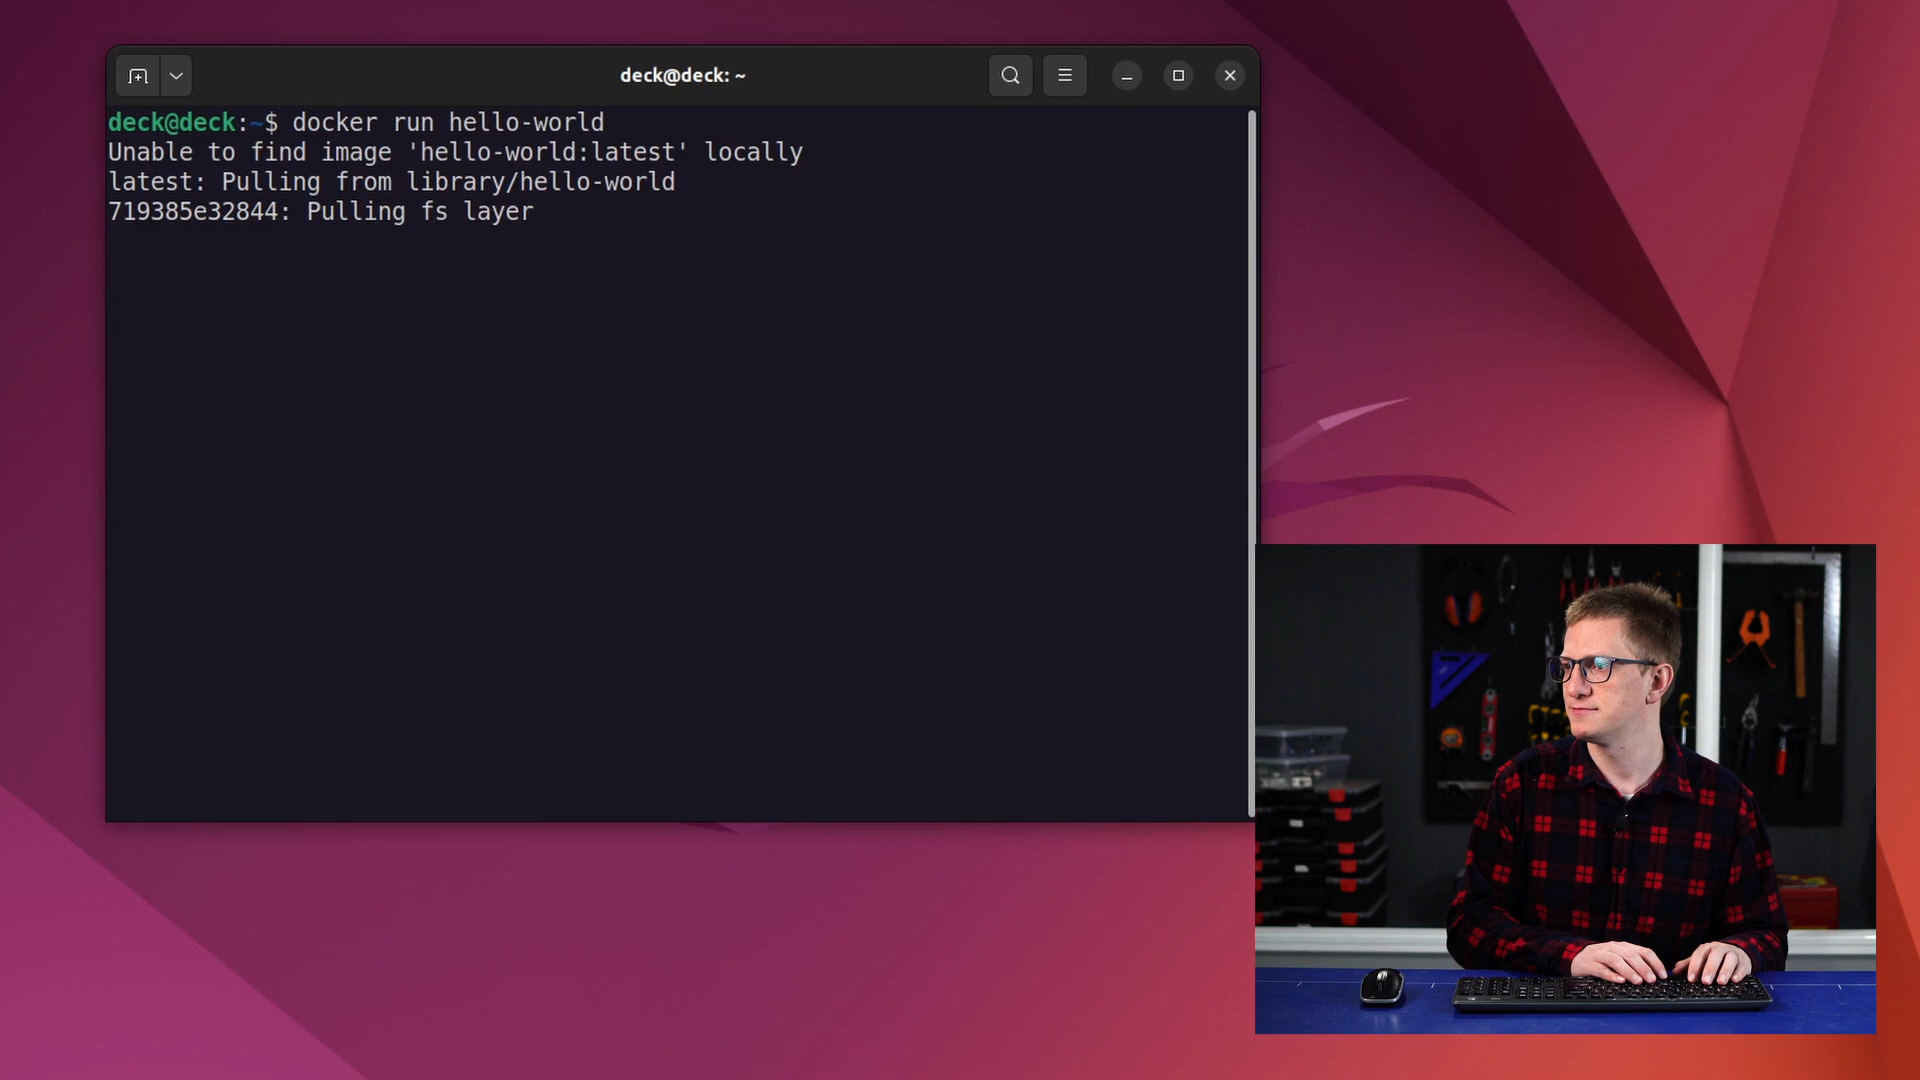 deck@deck: ~
deck@deck:~$ docker run hello-world
Unable to find image 'hello-world:latest' locally
latest: Pulling from library/hello-world
719385e32844: Pulling fs layer